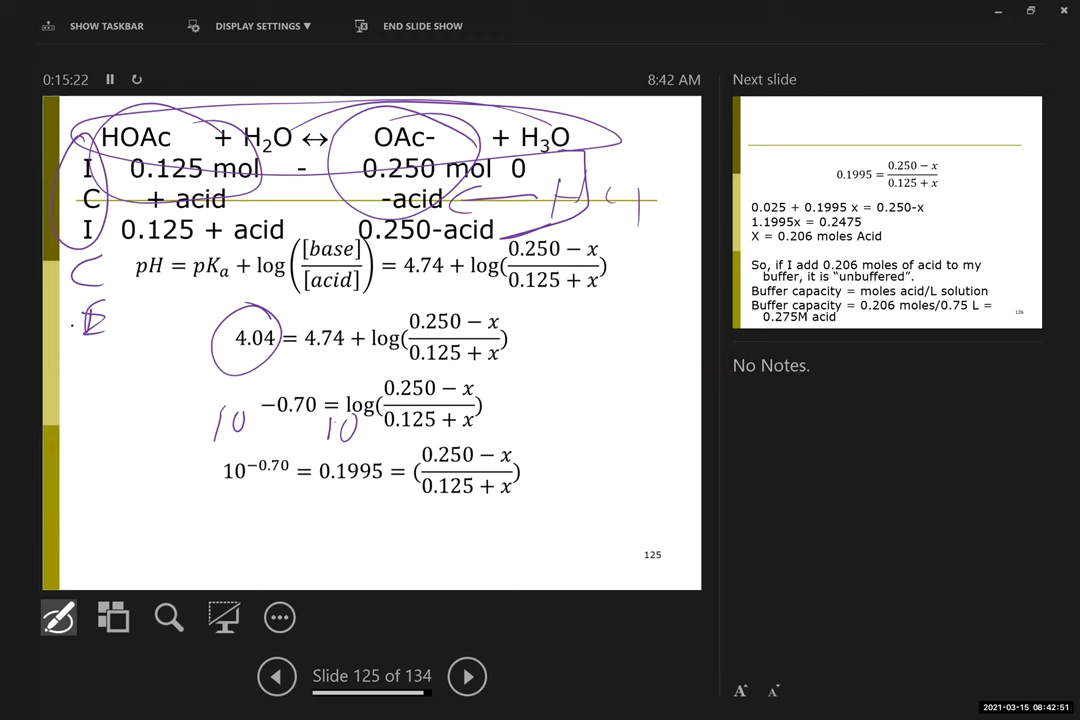 SHOW TASKBAR DISPLAY SETTINGS ▼ END SLIDE SHOW
0:15:22 8:42 AM
HOAc + H₂O ↔ OAc- + H₃O
I 0.125 mol - 0.250 mol 0
C + acid -acid H
I 0.125 + acid 0.250-acid
C
E
pH = pKₐ + log([base]/[acid]) = 4.74 + log(0.250 − x/0.125 + x)
4.04 = 4.74 + log(0.250 − x/0.125 + x)
−0.70 = log(0.250 − x/0.125 + x)
10 10
10⁻⁰·⁷⁰ = 0.1995 = (0.250 − x/0.125 + x)
125
Slide 125 of 134
Next slide
0.1995 = 0.250 − x/0.125 + x
0.025 + 0.1995 x = 0.250-x
1.1995x = 0.2475
X = 0.206 moles Acid
So, if I add 0.206 moles of acid to my
buffer, it is “unbuffered”.
Buffer capacity = moles acid/L solution
Buffer capacity = 0.206 moles/0.75 L =
0.275M acid
126
No Notes.
A A
2021-03-15 08:42:51